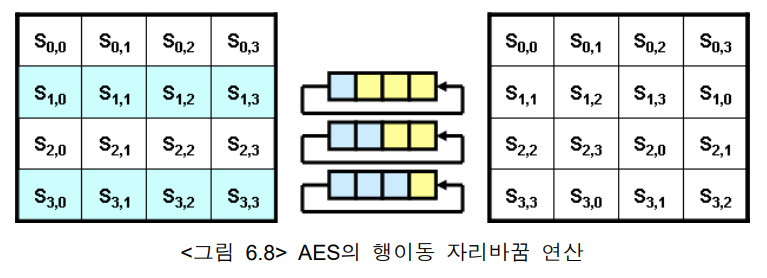 S0,0 S0,1 S0,2 S0,3 S0,0 S0,1 S0,2 S0,3
S1,0 S1,1 S1,2 S1,3 S1,1 S1,2 S1,3 S1,0
S2,0 S2,1 S2,2 S2,3 S2,2 S2,3 S2,0 S2,1
S3,0 S3,1 S3,2 S3,3 S3,3 S3,0 S3,1 S3,2
<그림 6.8> AES의 행이동 자리바꿈 연산